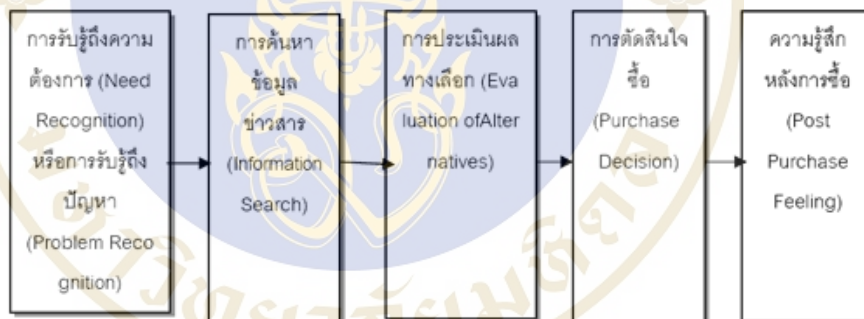 การรับรู้ถึงความ
ต้องการ (Need
Recognition)
หรือการรับรู้ถึง
ปัญหา
(Problem Reco
gnition)
การค้นหา
ข้อมูล
ข่าวสาร
(Information
Search)
การประเมินผล
ทางเลือก (Eva
luation ofAlter
natives)
การตัดสินใจ
ซื้อ
(Purchase
Decision)
ความรู้สึก
หลังการซื้อ
(Post
Purchase
Feeling)